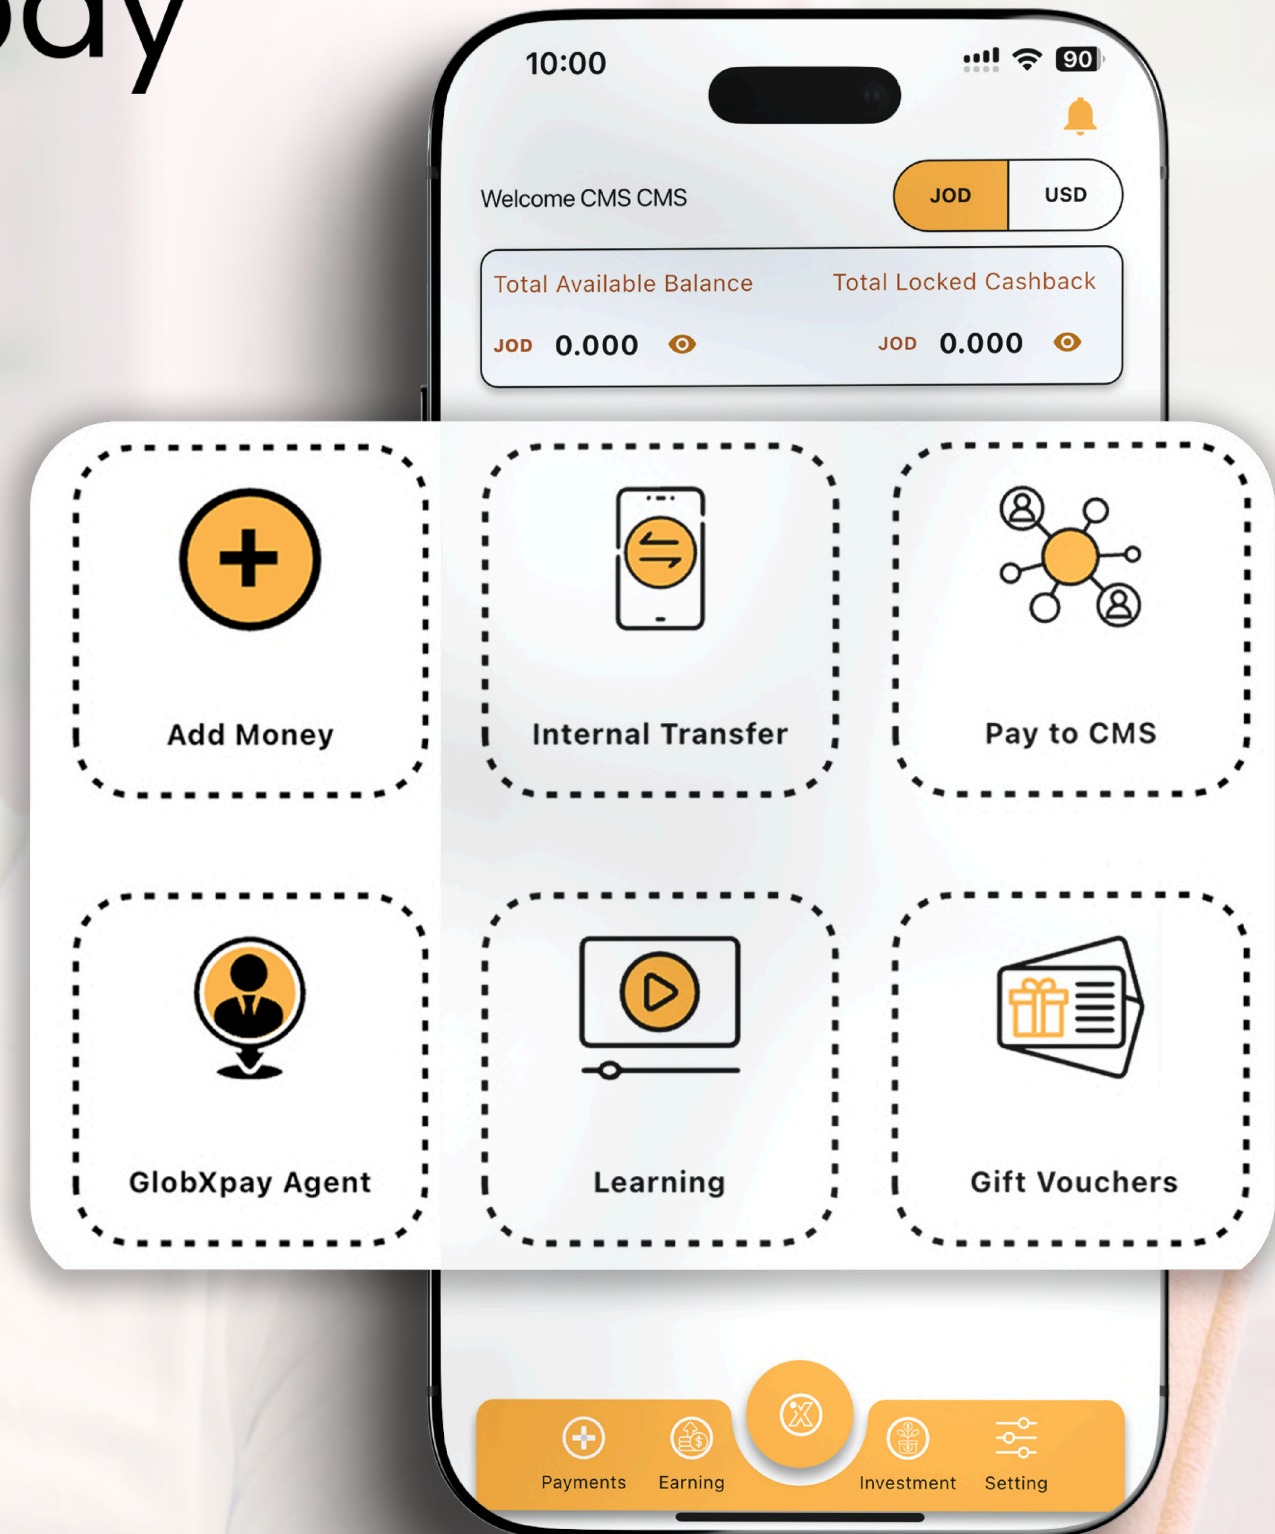 pay
10:00
90
Welcome CMS CMS
JOD
USD
Total Available Balance
Total Locked Cashback
JOD 0.000
JOD 0.000
Add Money
Internal Transfer
Pay to CMS
GlobXpay Agent
Learning
Gift Vouchers
X
Payments
Earning
Investment
Setting